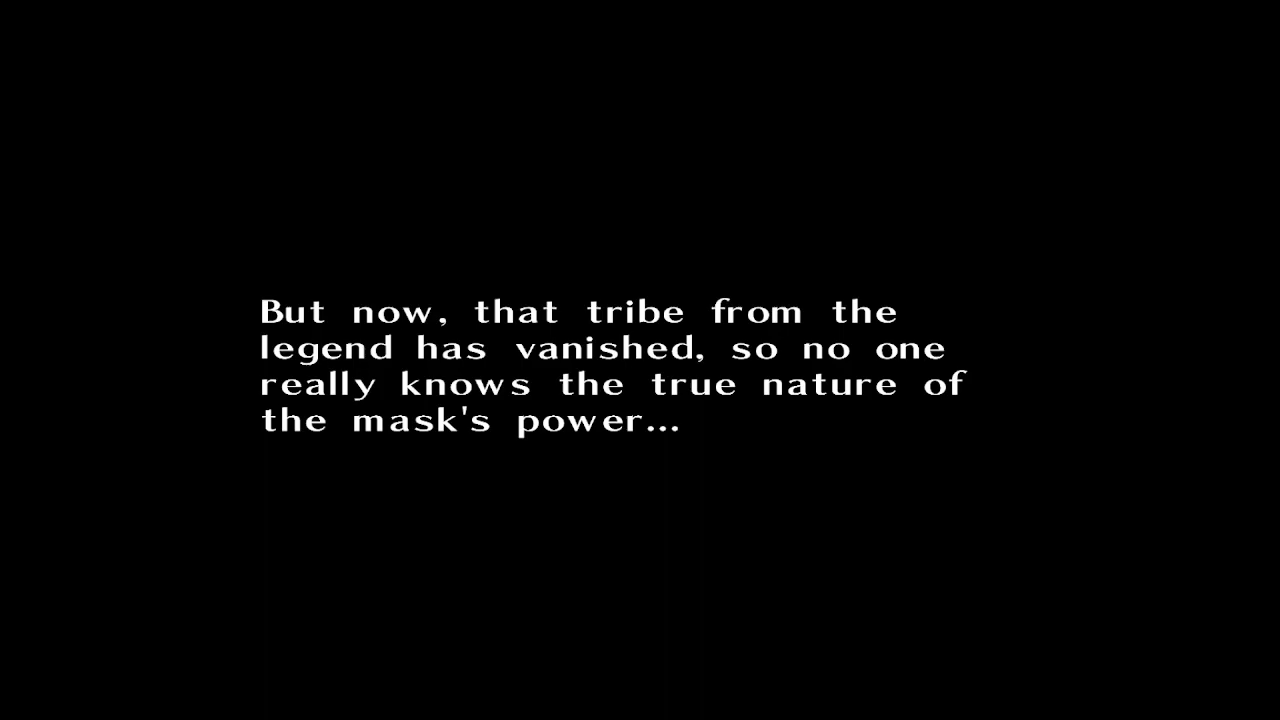 But now, that tribe from the
legend has vanished, so no one
really knows the true nature of
the mask's power...